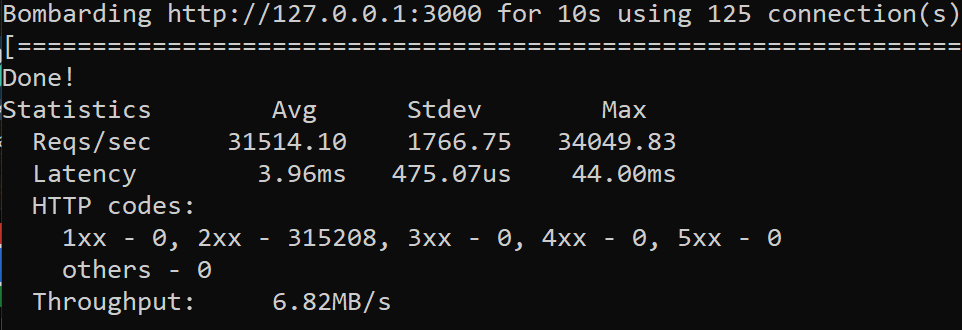 Bombarding http://127.0.0.1:3000 for 10s using 125 connection(s)
[===============================================================
Done!
Statistics        Avg      Stdev        Max
  Reqs/sec     31514.10    1766.75   34049.83
  Latency        3.96ms   475.07us    44.00ms
  HTTP codes:
    1xx - 0, 2xx - 315208, 3xx - 0, 4xx - 0, 5xx - 0
    others - 0
  Throughput:     6.82MB/s